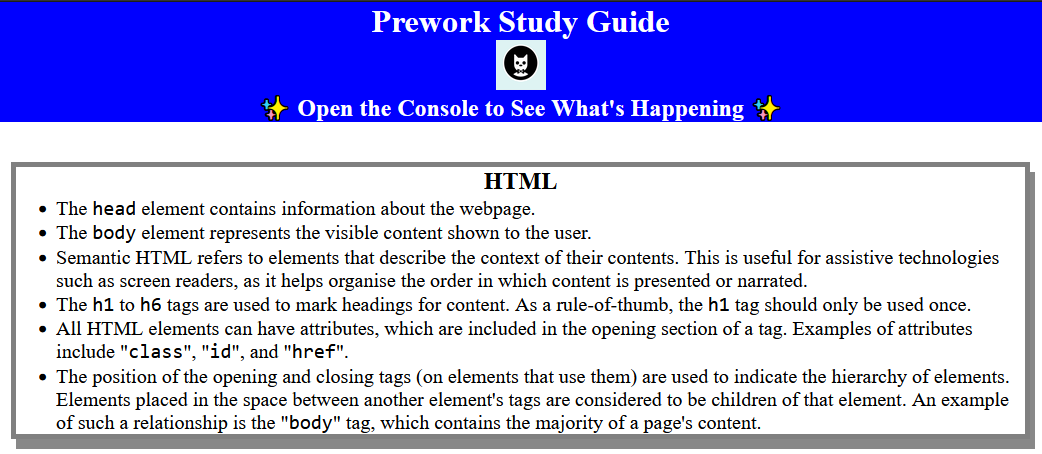 Prework Study Guide
✨ Open the Console to See What's Happening ✨
HTML
• The head element contains information about the webpage.
• The body element represents the visible content shown to the user.
• Semantic HTML refers to elements that describe the context of their contents. This is useful for assistive technologies
such as screen readers, as it helps organise the order in which content is presented or narrated.
• The h1 to h6 tags are used to mark headings for content. As a rule-of-thumb, the h1 tag should only be used once.
• All HTML elements can have attributes, which are included in the opening section of a tag. Examples of attributes
include "class", "id", and "href".
• The position of the opening and closing tags (on elements that use them) are used to indicate the hierarchy of elements.
Elements placed in the space between another element's tags are considered to be children of that element. An example
of such a relationship is the "body" tag, which contains the majority of a page's content.